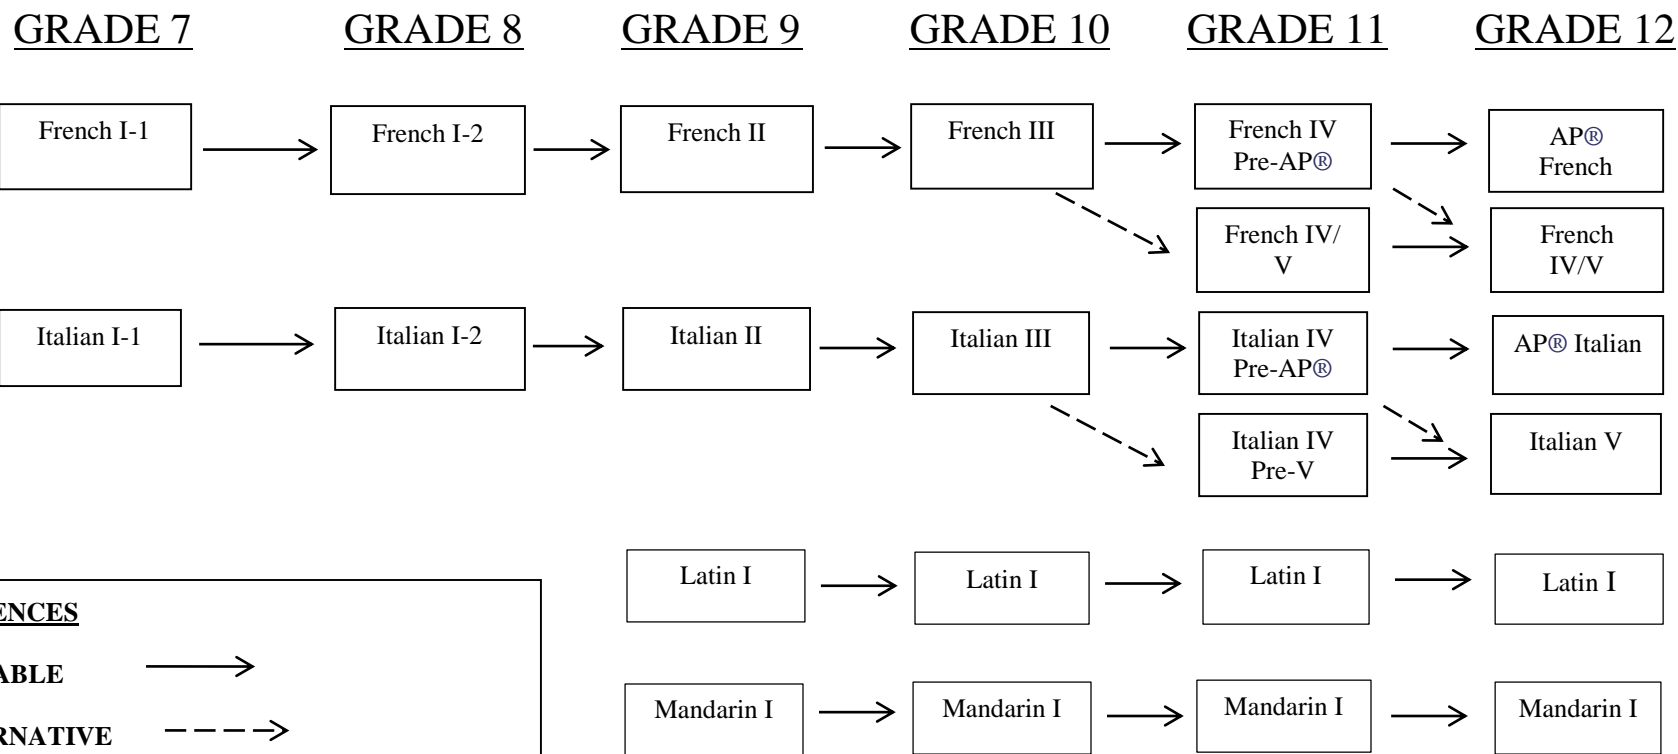 GRADE 7 GRADE 8 GRADE 9 GRADE 10 GRADE 11 GRADE 12
French I-1
French I-2
French II
French III
French IV
Pre-AP®
AP®
French
French IV/
V
French
IV/V
Italian I-1
Italian I-2
Italian II
Italian III
Italian IV
Pre-AP®
AP® Italian
Italian IV
Pre-V
Italian V
Latin I
Latin I
Latin I
Latin I
ENCES
ABLE
RNATIVE
Mandarin I
Mandarin I
Mandarin I
Mandarin I